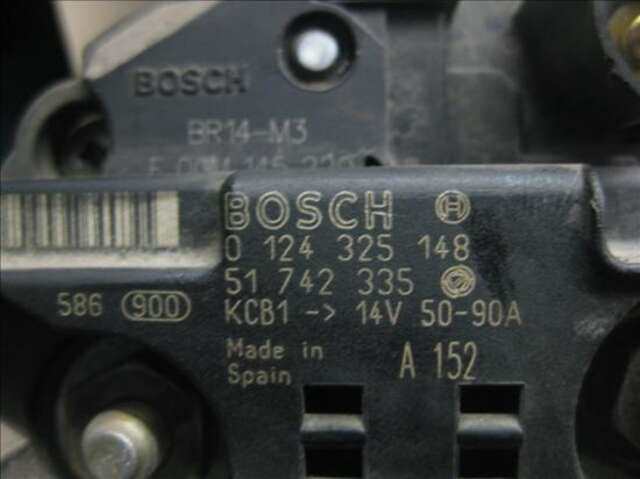 BOSCH
BR14-M3
BOSCH
0 124 325 148
51 742 335
586 900 KCB1 -> 14V 50-90A
Made in
Spain
A 152